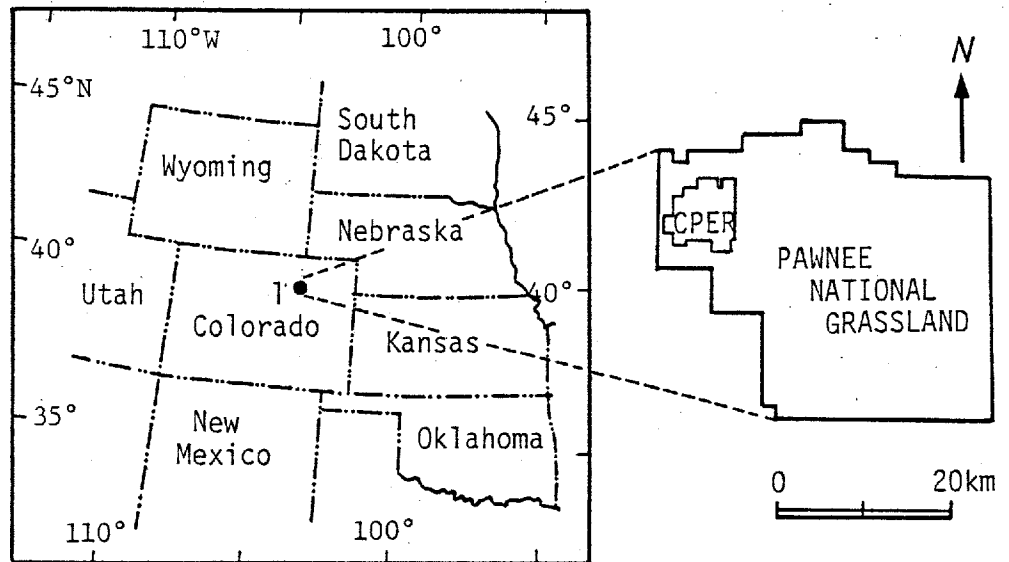 110°W
100°
45°N
South
45°
Dakota
Wyoming
Nebraska
40°
Utah
1
40°
Colorado
Kansas
35°
New
Mexico
Oklahoma
110°
100°
N
CPER
PAWNEE
NATIONAL
GRASSLAND
0
20km